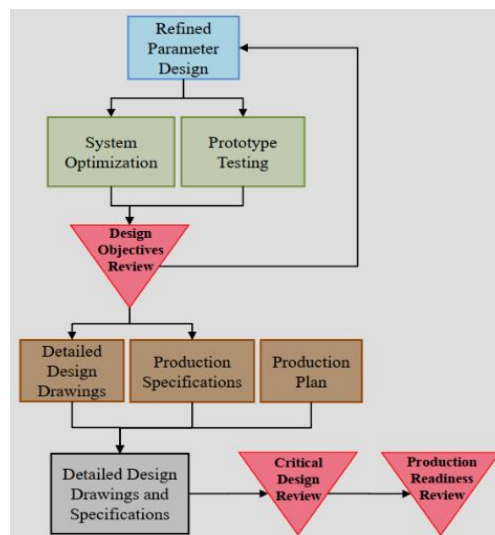 Refined
Parameter
Design
System
Optimization
Prototype
Testing
Design
Objectives
Review
Detailed
Design
Drawings
Production
Specifications
Production
Plan
Detailed Design
Drawings and
Specifications
Critical
Design
Review
Production
Readiness
Review